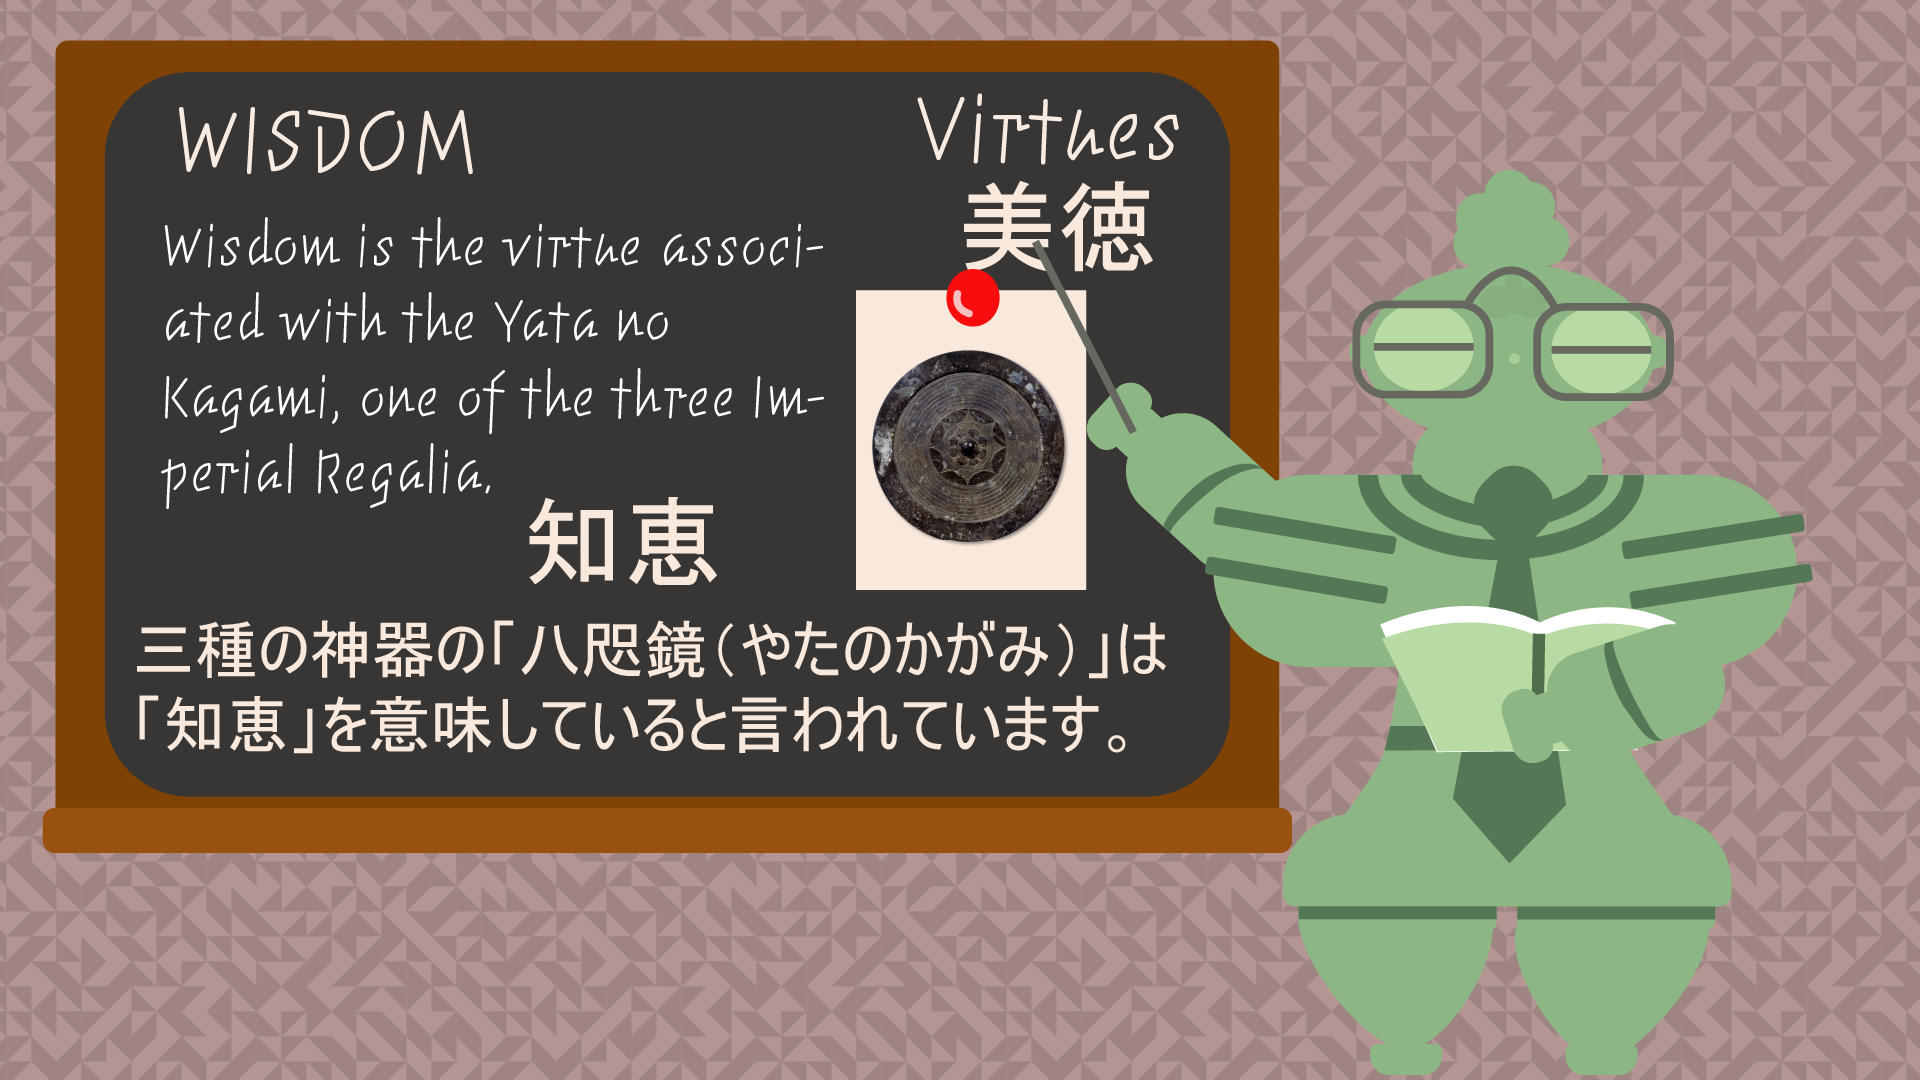 WISDOM
Virtues
美徳
Wisdom is the virtue associ-
ated with the Yata no
Kagami, one of the three Im-
perial Regalia.
知恵
三種の神器の「八咫鏡（やたのかがみ）」は
「知恵」を意味していると言われています。